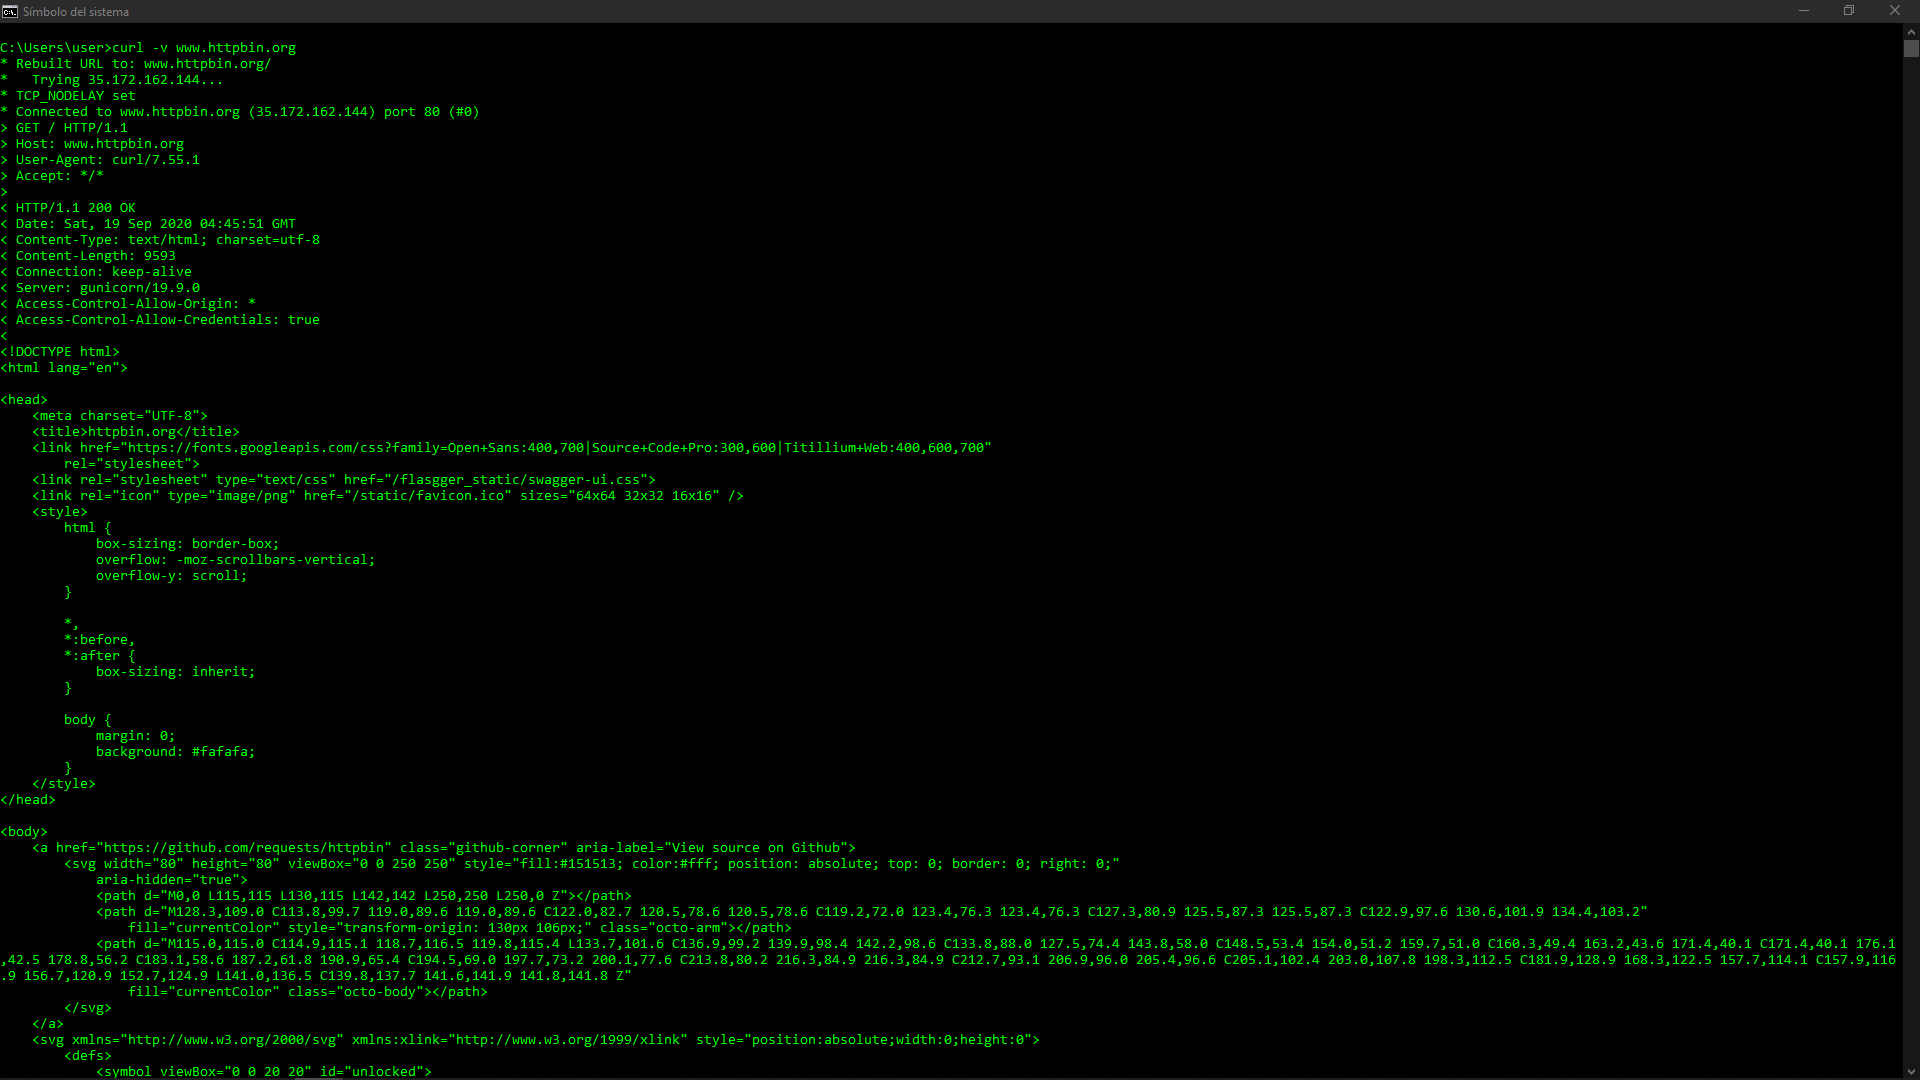 Símbolo del sistema
C:\Users\user>curl -v www.httpbin.org
* Rebuilt URL to: www.httpbin.org/
*   Trying 35.172.162.144...
* TCP_NODELAY set
* Connected to www.httpbin.org (35.172.162.144) port 80 (#0)
> GET / HTTP/1.1
> Host: www.httpbin.org
> User-Agent: curl/7.55.1
> Accept: */*
>
< HTTP/1.1 200 OK
< Date: Sat, 19 Sep 2020 04:45:51 GMT
< Content-Type: text/html; charset=utf-8
< Content-Length: 9593
< Connection: keep-alive
< Server: gunicorn/19.9.0
< Access-Control-Allow-Origin: *
< Access-Control-Allow-Credentials: true
<
<!DOCTYPE html>
<html lang="en">

<head>
    <meta charset="UTF-8">
    <title>httpbin.org</title>
    <link href="https://fonts.googleapis.com/css?family=Open+Sans:400,700|Source+Code+Pro:300,600|Titillium+Web:400,600,700"
        rel="stylesheet">
    <link rel="stylesheet" type="text/css" href="/flasgger_static/swagger-ui.css">
    <link rel="icon" type="image/png" href="/static/favicon.ico" sizes="64x64 32x32 16x16" />
    <style>
        html {
            box-sizing: border-box;
            overflow: -moz-scrollbars-vertical;
            overflow-y: scroll;
        }

        *,
        *:before,
        *:after {
            box-sizing: inherit;
        }

        body {
            margin: 0;
            background: #fafafa;
        }
    </style>
</head>

<body>
    <a href="https://github.com/requests/httpbin" class="github-corner" aria-label="View source on Github">
        <svg width="80" height="80" viewBox="0 0 250 250" style="fill:#151513; color:#fff; position: absolute; top: 0; border: 0; right: 0;"
            aria-hidden="true">
            <path d="M0,0 L115,115 L130,115 L142,142 L250,250 L250,0 Z"></path>
            <path d="M128.3,109.0 C113.8,99.7 119.0,89.6 119.0,89.6 C122.0,82.7 120.5,78.6 120.5,78.6 C119.2,72.0 123.4,76.3 123.4,76.3 C127.3,80.9 125.5,87.3 125.5,87.3 C122.9,97.6 130.6,101.9 134.4,103.2"
                fill="currentColor" style="transform-origin: 130px 106px;" class="octo-arm"></path>
            <path d="M115.0,115.0 C114.9,115.1 118.7,116.5 119.8,115.4 L133.7,101.6 C136.9,99.2 139.9,98.4 142.2,98.6 C133.8,88.0 127.5,74.4 143.8,58.0 C148.5,53.4 154.0,51.2 159.7,51.0 C160.3,49.4 163.2,43.6 171.4,40.1 C171.4,40.1 176.1
,42.5 178.8,56.2 C183.1,58.6 187.2,61.8 190.9,65.4 C194.5,69.0 197.7,73.2 200.1,77.6 C213.8,80.2 216.3,84.9 216.3,84.9 C212.7,93.1 206.9,96.0 205.4,96.6 C205.1,102.4 203.0,107.8 198.3,112.5 C181.9,128.9 168.3,122.5 157.7,114.1 C157.9,116
.9 156.7,120.9 152.7,124.9 L141.0,136.5 C139.8,137.7 141.6,141.9 141.8,141.8 Z"
                fill="currentColor" class="octo-body"></path>
        </svg>
    </a>
    <svg xmlns="http://www.w3.org/2000/svg" xmlns:xlink="http://www.w3.org/1999/xlink" style="position:absolute;width:0;height:0">
        <defs>
            <symbol viewBox="0 0 20 20" id="unlocked">